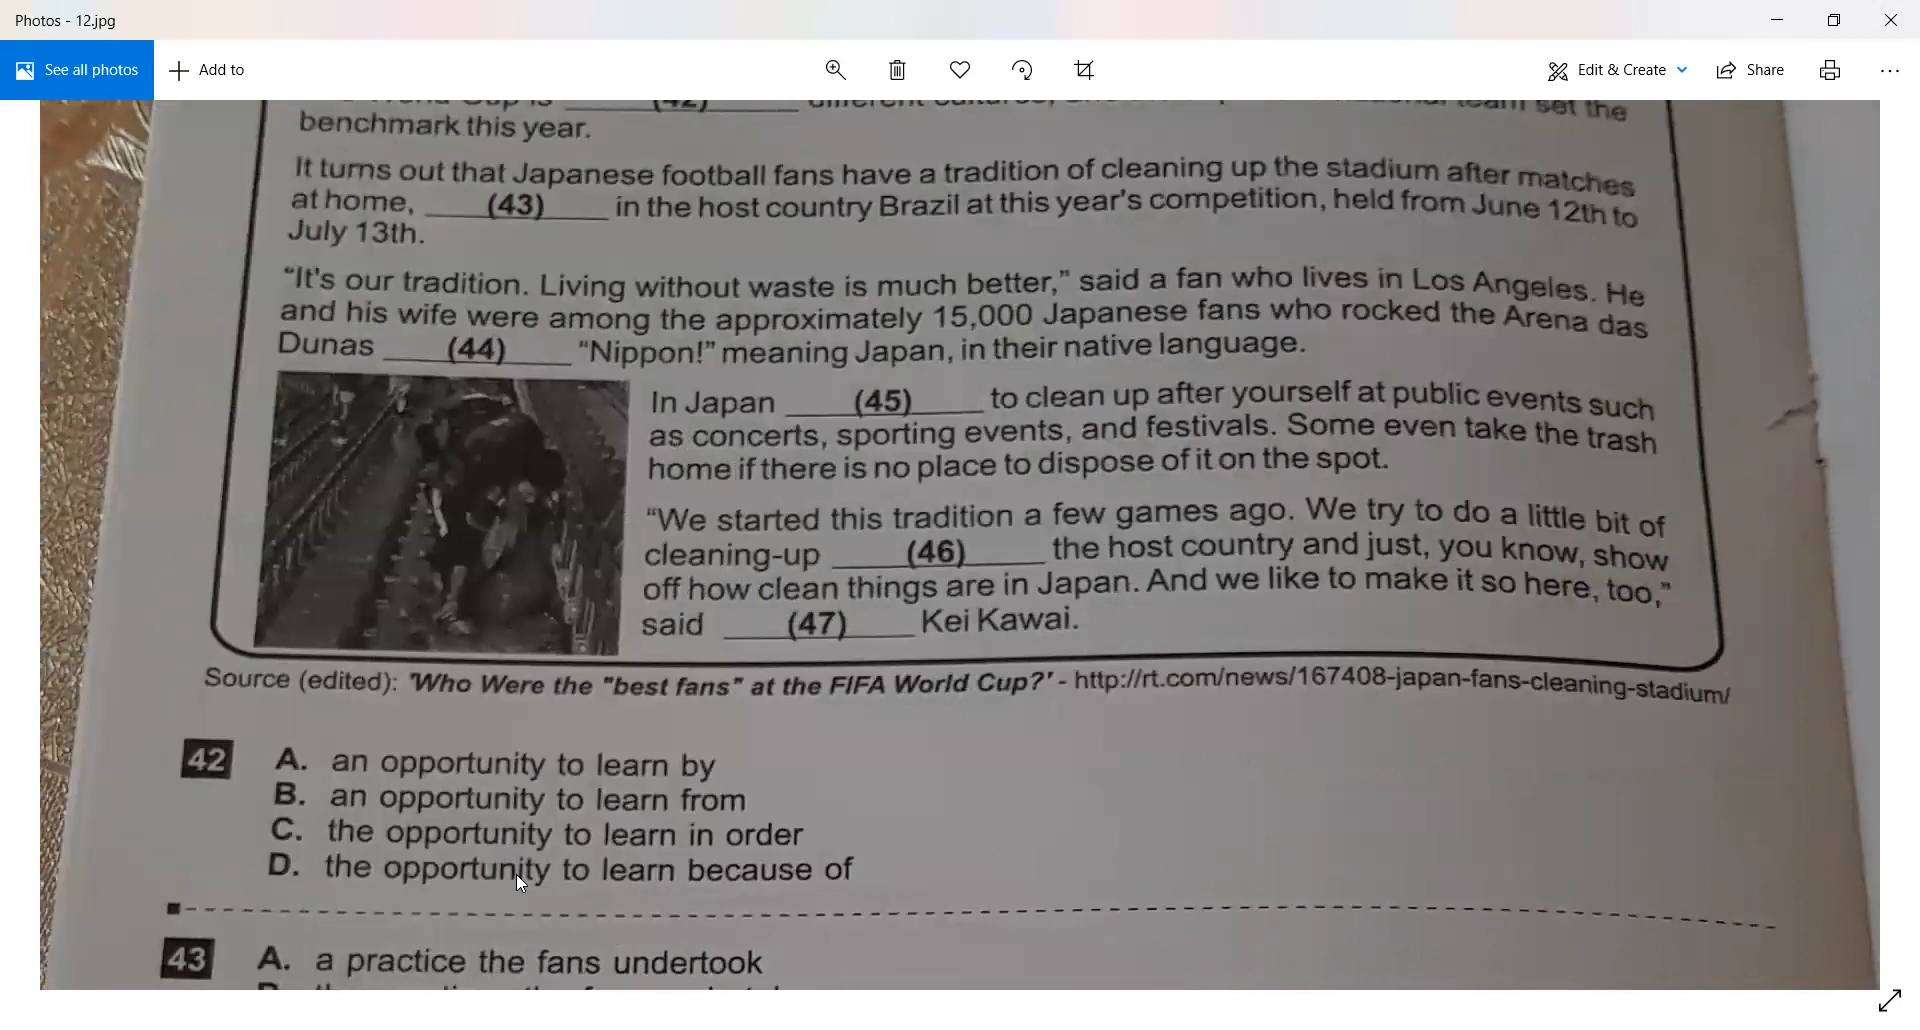 Photos - 12.jpg
See all photos
Add to
Edit & Create
Share
(42)
set the
benchmark this year.
It turns out that Japanese football fans have a tradition of cleaning up the stadium after matches
at home, (43) in the host country Brazil at this year's competition, held from June 12th to
July 13th.
“It's our tradition. Living without waste is much better,” said a fan who lives in Los Angeles. He
and his wife were among the approximately 15,000 Japanese fans who rocked the Arena das
Dunas (44) “Nippon!” meaning Japan, in their native language.
In Japan (45) to clean up after yourself at public events such
as concerts, sporting events, and festivals. Some even take the trash
home if there is no place to dispose of it on the spot.
“We started this tradition a few games ago. We try to do a little bit of
cleaning-up (46) the host country and just, you know, show
off how clean things are in Japan. And we like to make it so here, too,”
said (47) Kei Kawai.
Source (edited): 'Who Were the "best fans" at the FIFA World Cup?' - http://rt.com/news/167408-japan-fans-cleaning-stadium/
42 A. an opportunity to learn by
B. an opportunity to learn from
C. the opportunity to learn in order
D. the opportunity to learn because of
43 A. a practice the fans undertook